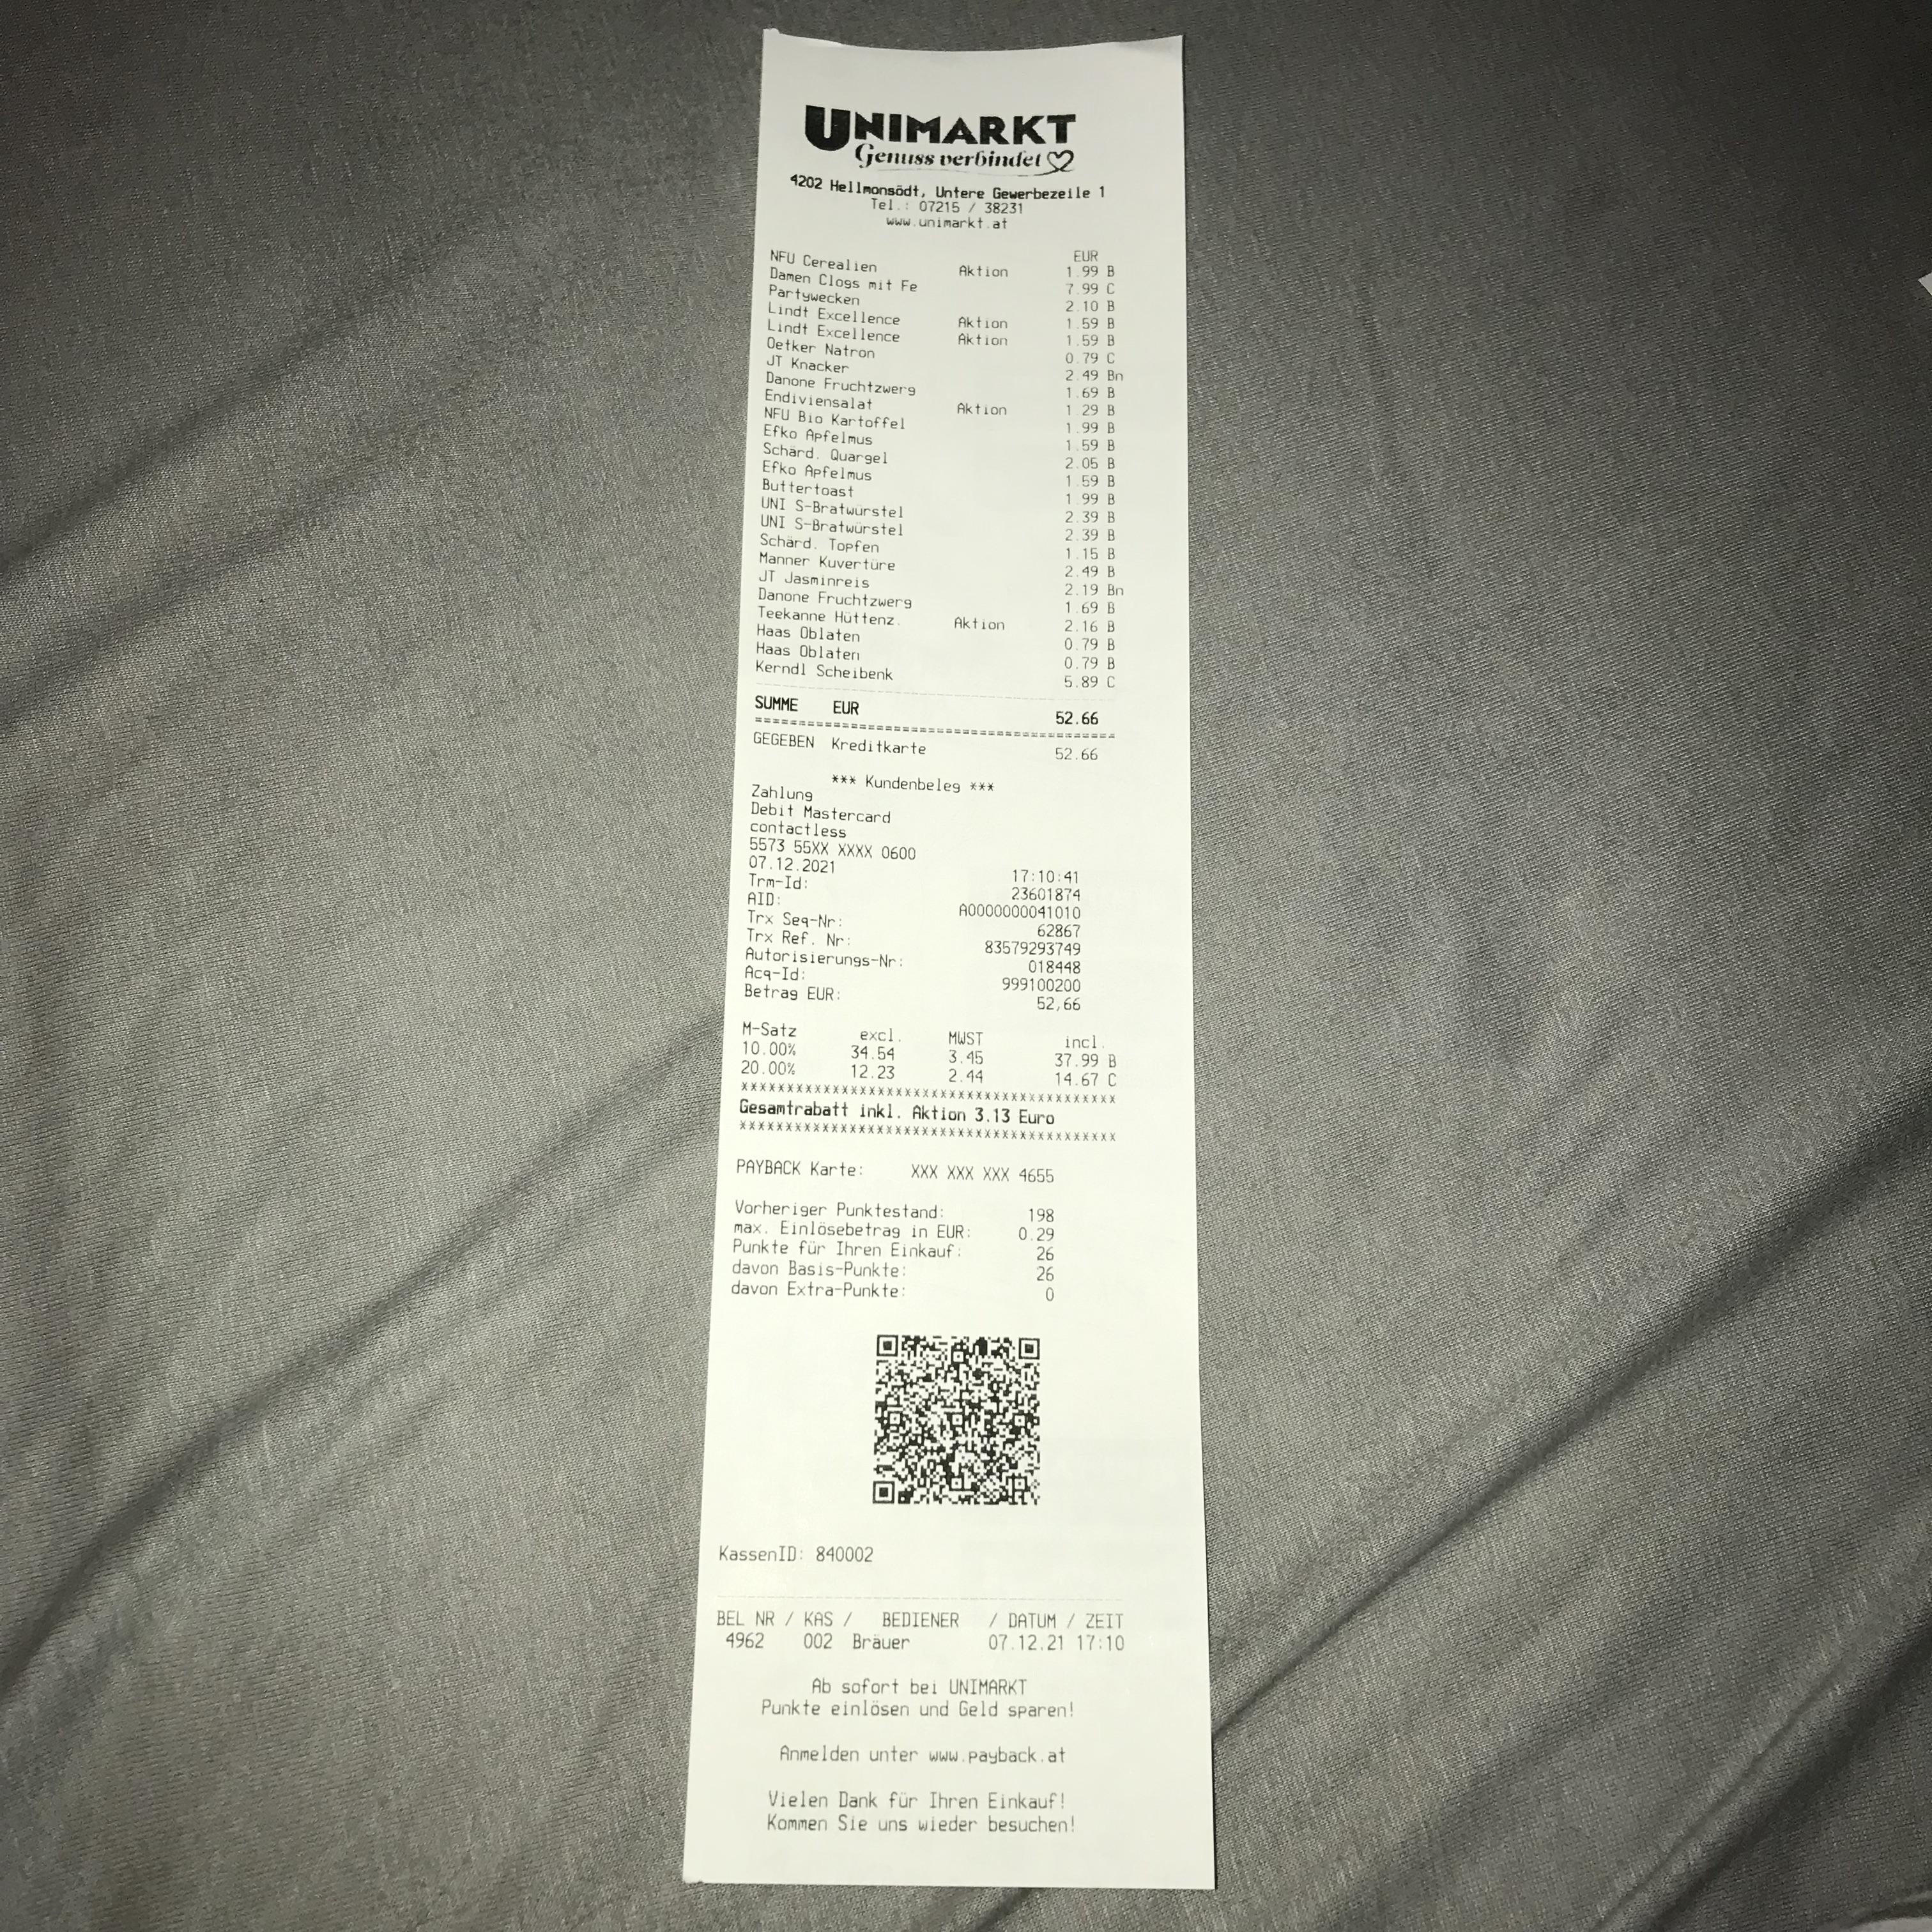 UNIMARKT
Genuss verbindet
4202 Hellmonsödt, Untere Gewerbezeile 1
Tel.: 07215 / 38231
www.unimarkt.at
EUR
NFU Cerealien Aktion 1.99 B
Damen Clogs mit Fe 7.99 C
Partywecken 2.10 B
Lindt Excellence Aktion 1.59 B
Lindt Excellence Aktion 1.59 B
Oetker Natron 0.79 C
JT Knacker 2.49 Bn
Danone Fruchtzwerg 1.69 B
Endiviensalat Aktion 1.29 B
NFU Bio Kartoffel 1.99 B
Efko Apfelmus 1.59 B
Schärd. Quargel 2.05 B
Efko Apfelmus 1.59 B
Buttertoast 1.99 B
UNI S-Bratwürstel 2.39 B
UNI S-Bratwürstel 2.39 B
Schärd. Topfen 1.15 B
Manner Kuvertüre 2.49 B
JT Jasminreis 2.19 Bn
Danone Fruchtzwerg 1.69 B
Teekanne Hüttenz. Aktion 2.16 B
Haas Oblaten 0.79 B
Haas Oblaten 0.79 B
Kerndl Scheibenk 5.89 C
SUMME EUR 52.66
========================================
GEGEBEN Kreditkarte 52.66
*** Kundenbeleg ***
Zahlung
Debit Mastercard
contactless
5573 55XX XXXX 0600
07.12.2021 17:10:41
Trm-Id: 23601874
AID: A0000000041010
Trx Seq-Nr: 62867
Trx Ref. Nr: 83579293749
Autorisierungs-Nr: 018448
Acq-Id: 999100200
Betrag EUR: 52,66
M-Satz excl. MWST incl.
10.00% 34.54 3.45 37.99 B
20.00% 12.23 2.44 14.67 C
xxxxxxxxxxxxxxxxxxxxxxxxxxxxxxxxxxxxxxxxx
Gesamtrabatt inkl. Aktion 3.13 Euro
xxxxxxxxxxxxxxxxxxxxxxxxxxxxxxxxxxxxxxxxx
PAYBACK Karte: XXX XXX XXX 4655
Vorheriger Punktestand: 198
max. Einlösebetrag in EUR: 0.29
Punkte für Ihren Einkauf: 26
davon Basis-Punkte: 26
davon Extra-Punkte: 0
KassenID: 840002
BEL NR / KAS / BEDIENER / DATUM / ZEIT
4962 002 Bräuer 07.12.21 17:10
Ab sofort bei UNIMARKT
Punkte einlösen und Geld sparen!
Anmelden unter www.payback.at
Vielen Dank für Ihren Einkauf!
Kommen Sie uns wieder besuchen!